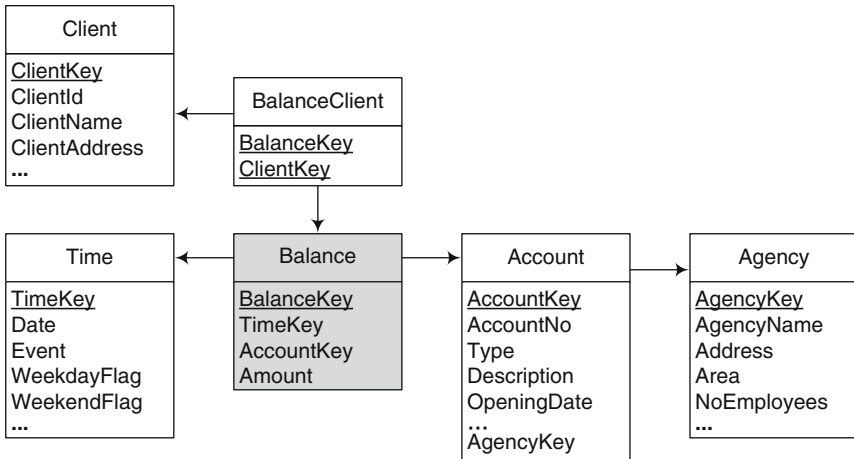 Client
ClientKey
ClientId
ClientName
ClientAddress
...
BalanceClient
BalanceKey
ClientKey
Time
TimeKey
Date
Event
WeekdayFlag
WeekendFlag
...
Balance
BalanceKey
TimeKey
AccountKey
Amount
Account
AccountKey
AccountNo
Type
Description
OpeningDate
...
AgencyKey
Agency
AgencyKey
AgencyName
Address
Area
NoEmployees
...